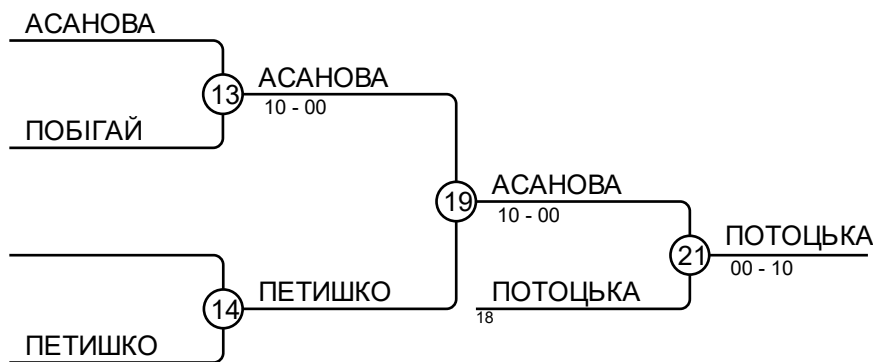 АСАНОВА
13
АСАНОВА
10 - 00
ПОБІГАЙ
19
АСАНОВА
10 - 00
21
ПОТОЦЬКА
00 - 10
14
ПЕТИШКО
ПОТОЦЬКА
18
ПЕТИШКО